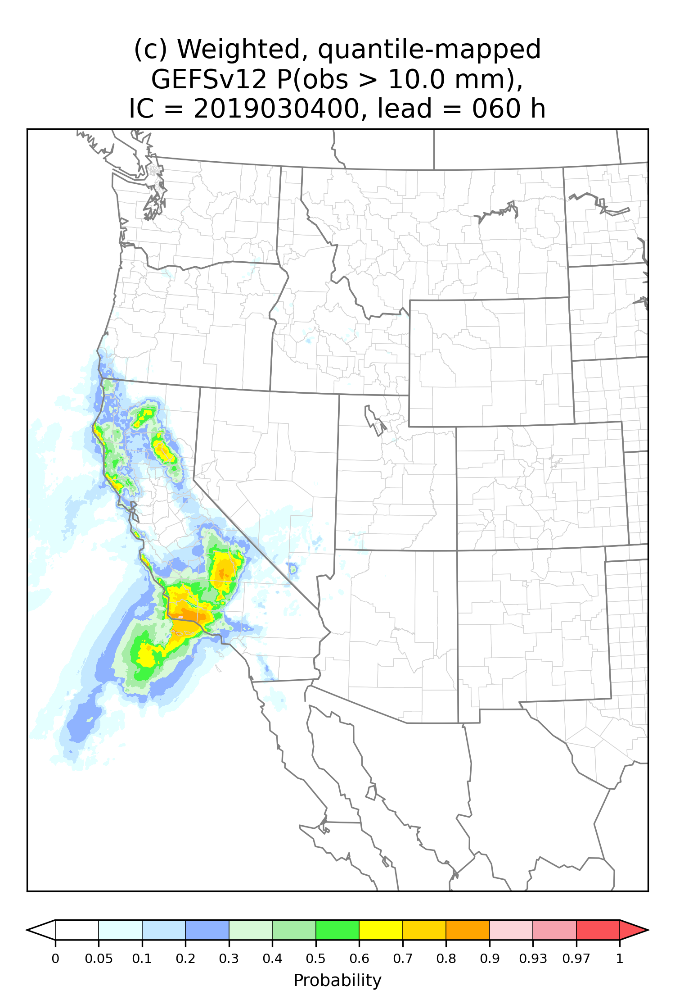 (c) Weighted, quantile-mapped
GEFSv12 P(obs > 10.0 mm),
IC = 2019030400, lead = 060 h
0 0.05 0.1 0.2 0.3 0.4 0.5 0.6 0.7 0.8 0.9 0.93 0.97 1
Probability